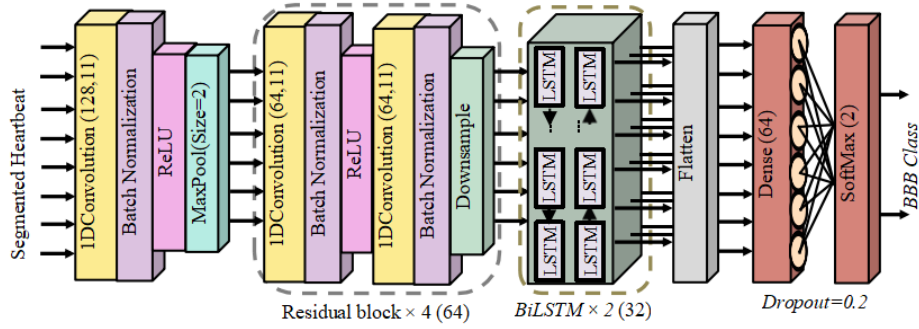 Segmented Heartbeat
1DConvolution (128,11)
Batch Normalization
ReLU
MaxPool(Size=2)
1DConvolution (64,11)
Batch Normalization
ReLU
1DConvolution (64,11)
Batch Normalization
Downsample
LSTM
LSTM
LSTM
LSTM
LSTM
LSTM
Flatten
Dense (64)
SoftMax (2)
BBB Class
Residual block × 4 (64)
BiLSTM × 2 (32)
Dropout=0.2